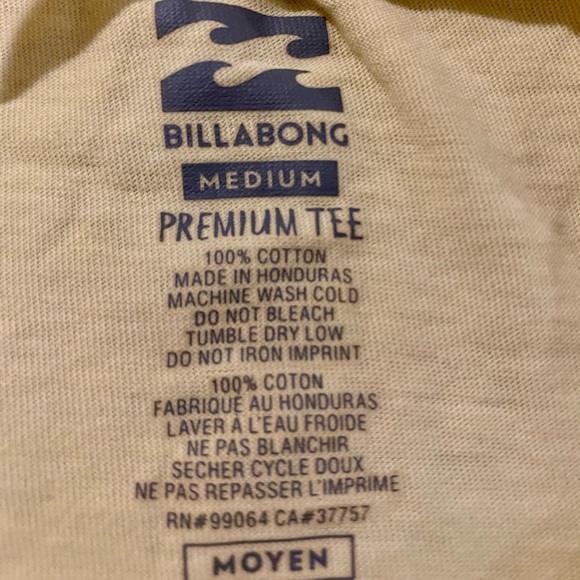 BILLABONG
MEDIUM
PREMIUM TEE
100% COTTON
MADE IN HONDURAS
MACHINE WASH COLD
DO NOT BLEACH
TUMBLE DRY LOW
DO NOT IRON IMPRINT
100% COTON
FABRIQUE AU HONDURAS
LAVER À L'EAU FROIDE
NE PAS BLANCHIR
SECHER CYCLE DOUX
NE PAS REPASSER L'IMPRIME
RN#99064 CA#37757
MOYEN